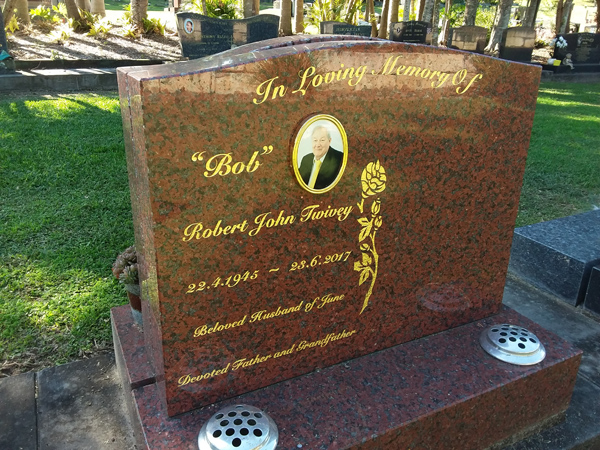 In Loving Memory Of
"Bob"
Robert John Twivey
22.4.1945 ~ 23.6.2017
Beloved Husband of June
Devoted Father and Grandfather